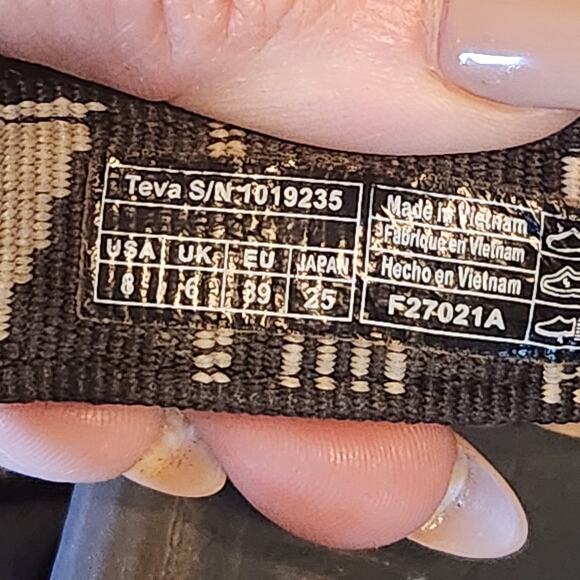 Teva S/N 1019235
USA UK EU JAPAN
8 6 39 25
Made in Vietnam
Fabriqué en Vietnam
Hecho en Vietnam
F27021A